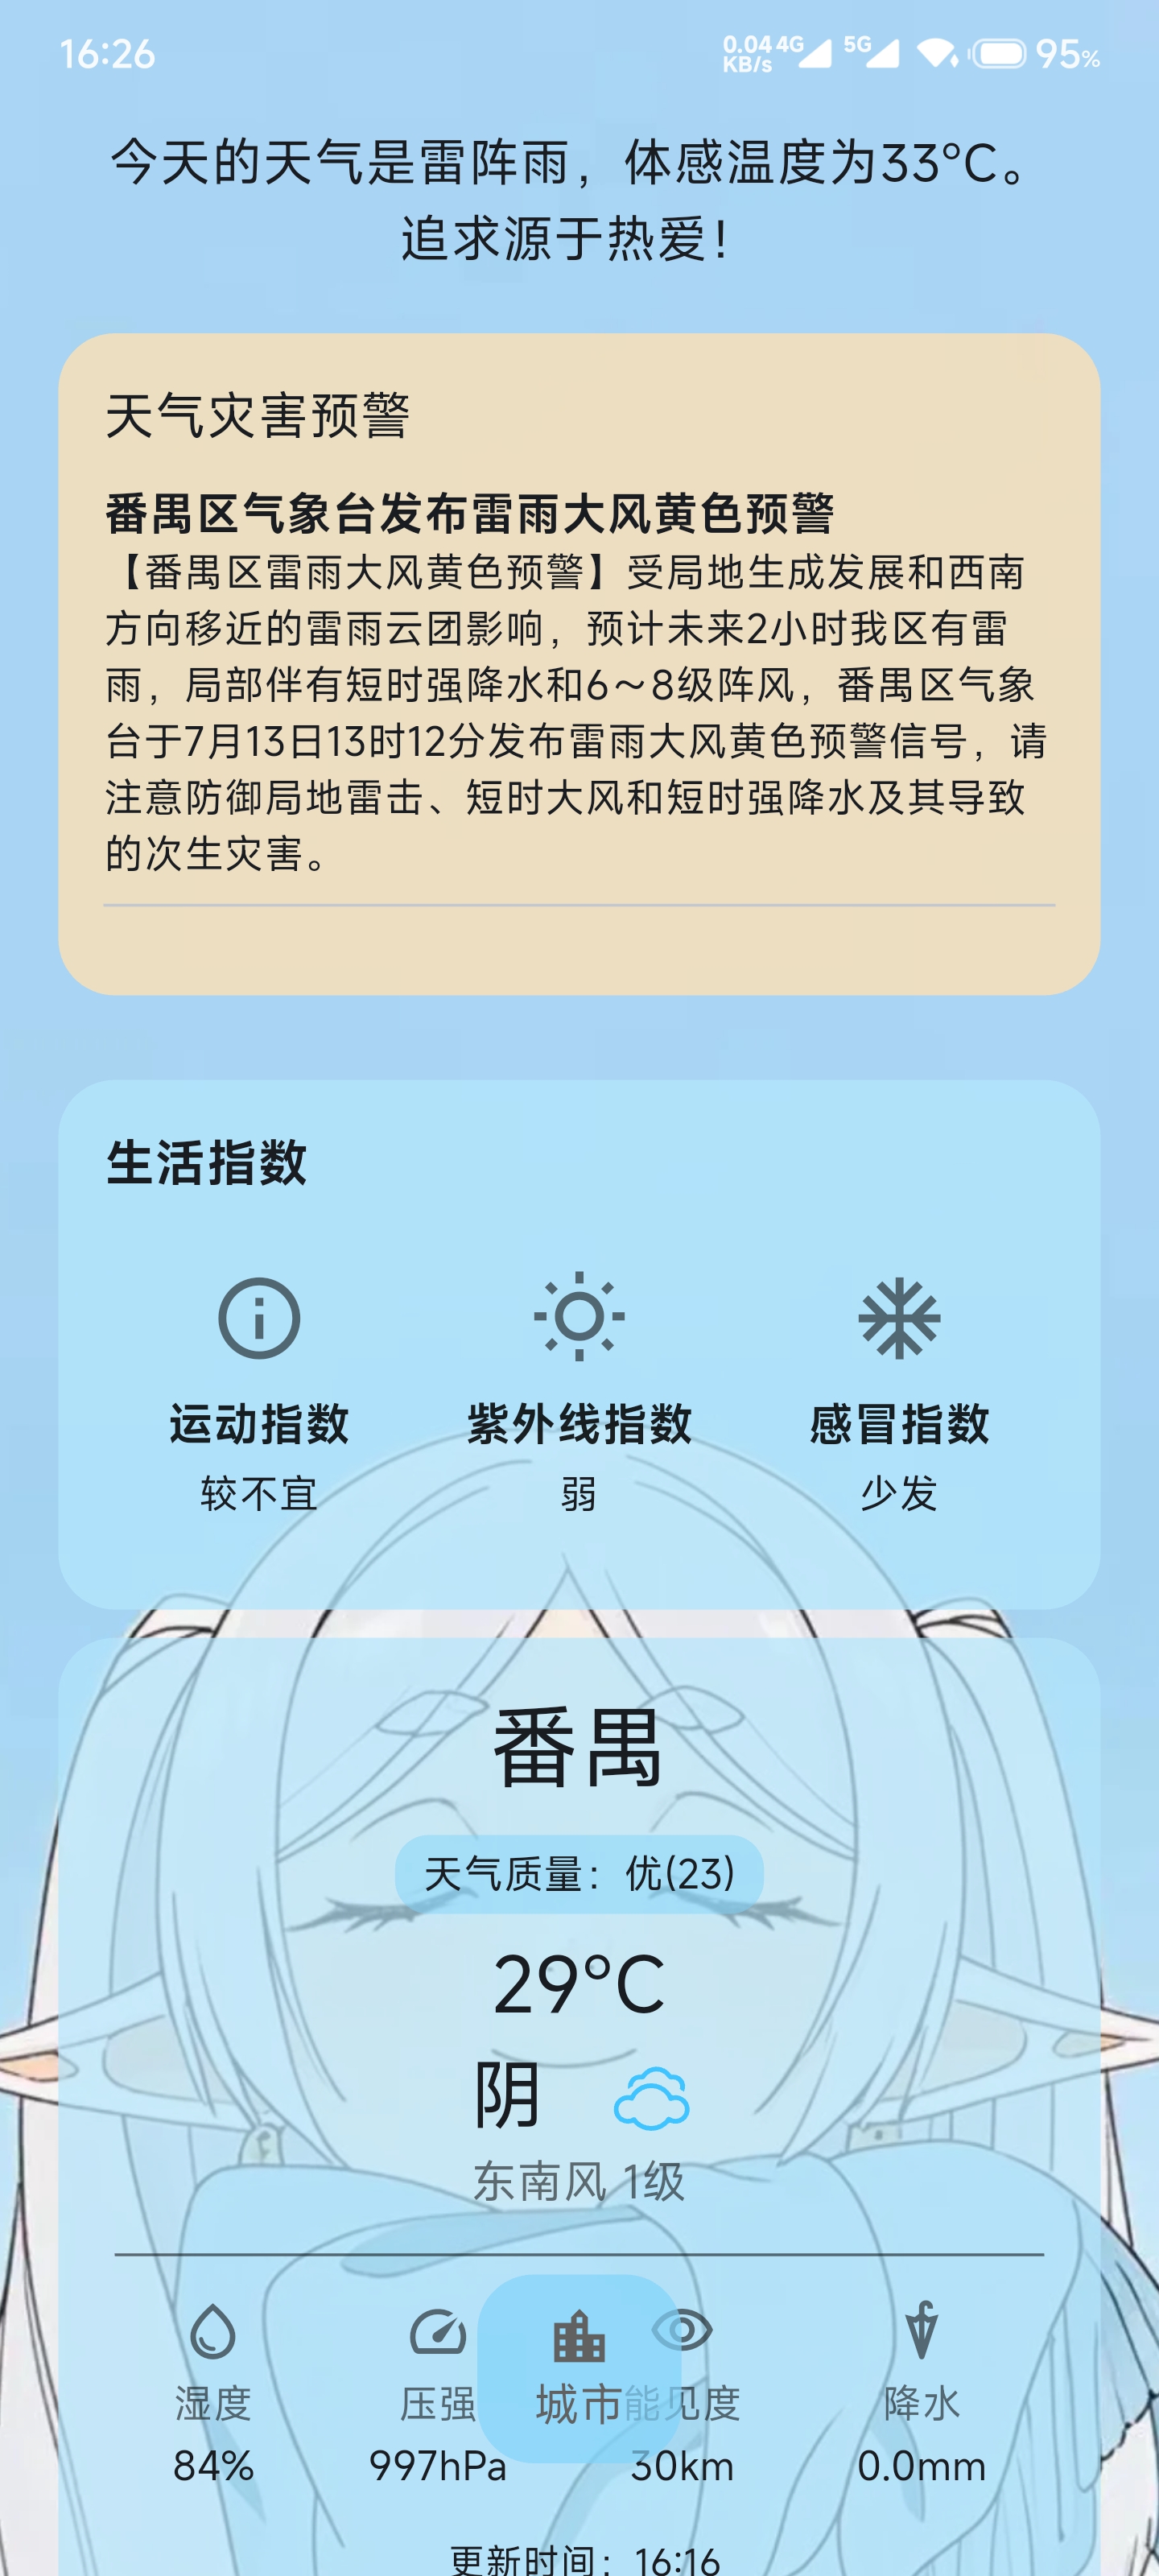 16:26
0.04 KB/s 4G 5G 95%
今天的天气是雷阵雨，体感温度为33°C。
追求源于热爱！
天气灾害预警
番禺区气象台发布雷雨大风黄色预警
【番禺区雷雨大风黄色预警】受局地生成发展和西南
方向移近的雷雨云团影响，预计未来2小时我区有雷
雨，局部伴有短时强降水和6～8级阵风，番禺区气象
台于7月13日13时12分发布雷雨大风黄色预警信号，请
注意防御局地雷击、短时大风和短时强降水及其导致
的次生灾害。
生活指数
运动指数 紫外线指数 感冒指数
较不宜 弱 少发
番禺
天气质量：优(23)
29°C
阴
东南风 1级
湿度 压强 城市 能见度 降水
84% 997hPa 30km 0.0mm
更新时间：16:16